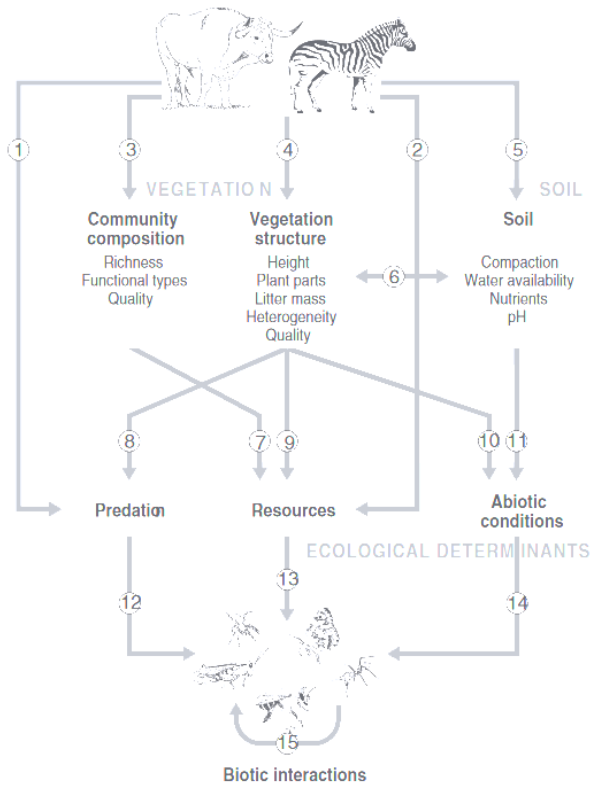 1
3
4
2
5
VEGETATION
SOIL
Community
composition
Richness
Functional types
Quality
Vegetation
structure
Height
Plant parts
Litter mass
Heterogeneity
Quality
6
Soil
Compaction
Water availability
Nutrients
pH
8
7
9
10
11
Predation
Resources
Abiotic
conditions
ECOLOGICAL DETERMINANTS
12
13
14
15
Biotic interactions